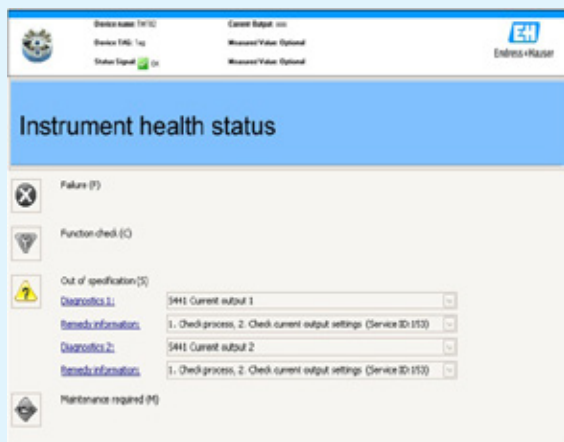 Device name: TMT82
Current Output: xxx
Device TAG: Tag
Measured Value: Optional
Status Signal: OK
Measured Value: Optional
E+H
Endress+Hauser
Instrument health status
Failure (F)
Function check (C)
Out of specification (S)
Diagnostics 1:
S441 Current output 1
Remedy information:
1. Check process, 2. Check current output settings (Service ID:153)
Diagnostics 2:
S441 Current output 2
Remedy information:
1. Check process, 2. Check current output settings (Service ID:153)
Maintenance required (M)